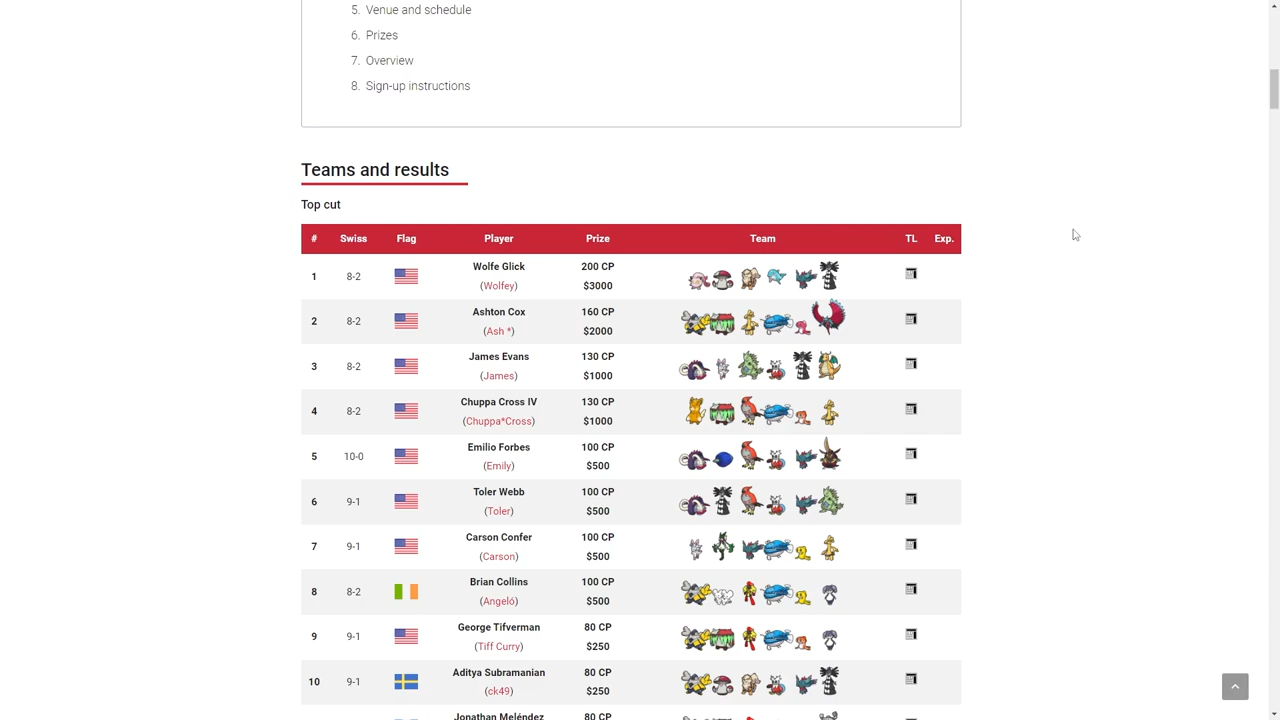 5. Venue and schedule
6. Prizes
7. Overview
8. Sign-up instructions
Teams and results
Top cut
# Swiss Flag Player Prize Team TL Exp.
1 8-2 Wolfe Glick (Wolfey) 200 CP $3000
2 8-2 Ashton Cox (Ash *) 160 CP $2000
3 8-2 James Evans (James) 130 CP $1000
4 8-2 Chuppa Cross IV (Chuppa*Cross) 130 CP $1000
5 10-0 Emilio Forbes (Emily) 100 CP $500
6 9-1 Toler Webb (Toler) 100 CP $500
7 9-1 Carson Confer (Carson) 100 CP $500
8 8-2 Brian Collins (Angeló) 100 CP $500
9 9-1 George Tifverman (Tiff Curry) 80 CP $250
10 9-1 Aditya Subramanian (ck49) 80 CP $250
Jonathan Meléndez 80 CP